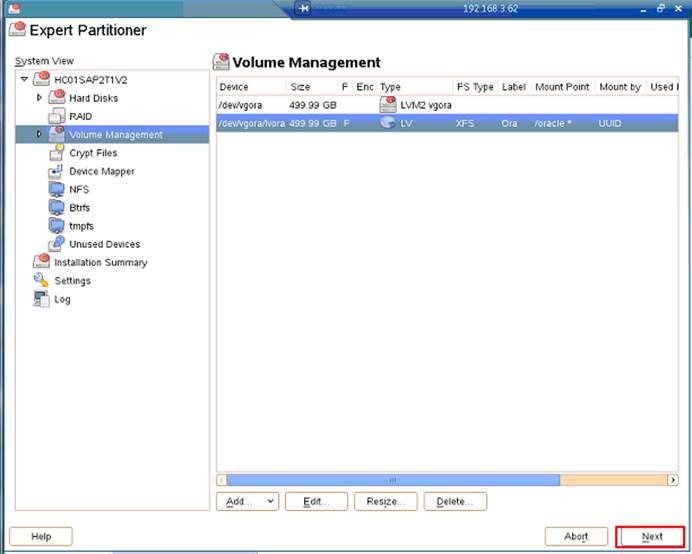 192.168.3.62
Expert Partitioner
System View
HC01SAP2T1V2
Hard Disks
RAID
Volume Management
Crypt Files
Device Mapper
NFS
Btrfs
tmpfs
Unused Devices
Installation Summary
Settings
Log
Volume Management
Device Size F Enc Type FS Type Label Mount Point Mount by Used
/dev/vgora 499.99 GB LVM2 vgora
/dev/vgora/lvora 499.99 GB F LV XFS Ora /oracle * UUID
Add... Edit... Resize... Delete...
Help Abort Next